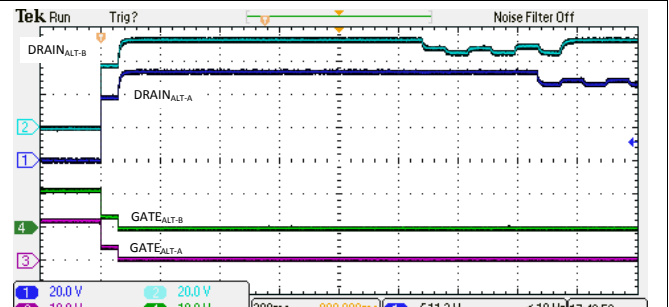 Tek Run Trig? Noise Filter Off
T
DRAINALT-B
DRAINALT-A
2
1
GATEALT-B
4
GATEALT-A
3
1 20.0 V 2 20.0 V